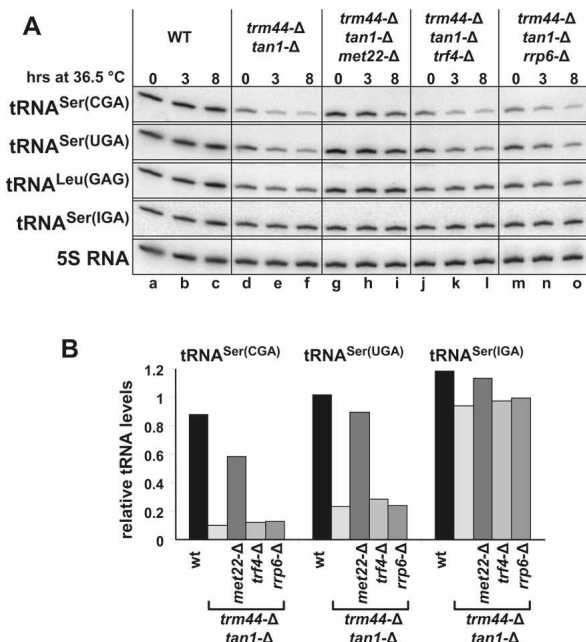 A
WT
trm44-Δ
tan1-Δ
trm44-Δ
tan1-Δ
met22-Δ
trm44-Δ
tan1-Δ
trf4-Δ
trm44-Δ
tan1-Δ
rrp6-Δ
hrs at 36.5 °C 0 3 8 0 3 8 0 3 8 0 3 8 0 3 8
tRNASer(CGA)
tRNASer(UGA)
tRNALeu(GAG)
tRNASer(IGA)
5S RNA
a b c d e f g h i j k l m n o
B
tRNASer(CGA) tRNASer(UGA) tRNASer(IGA)
relative tRNA levels
1.2
1
0.8
0.6
0.4
0.2
0
wt met22-Δ trf4-Δ rrp6-Δ wt met22-Δ trf4-Δ rrp6-Δ wt met22-Δ trf4-Δ rrp6-Δ
trm44-Δ trm44-Δ trm44-Δ
tan1-Δ tan1-Δ tan1-Δ